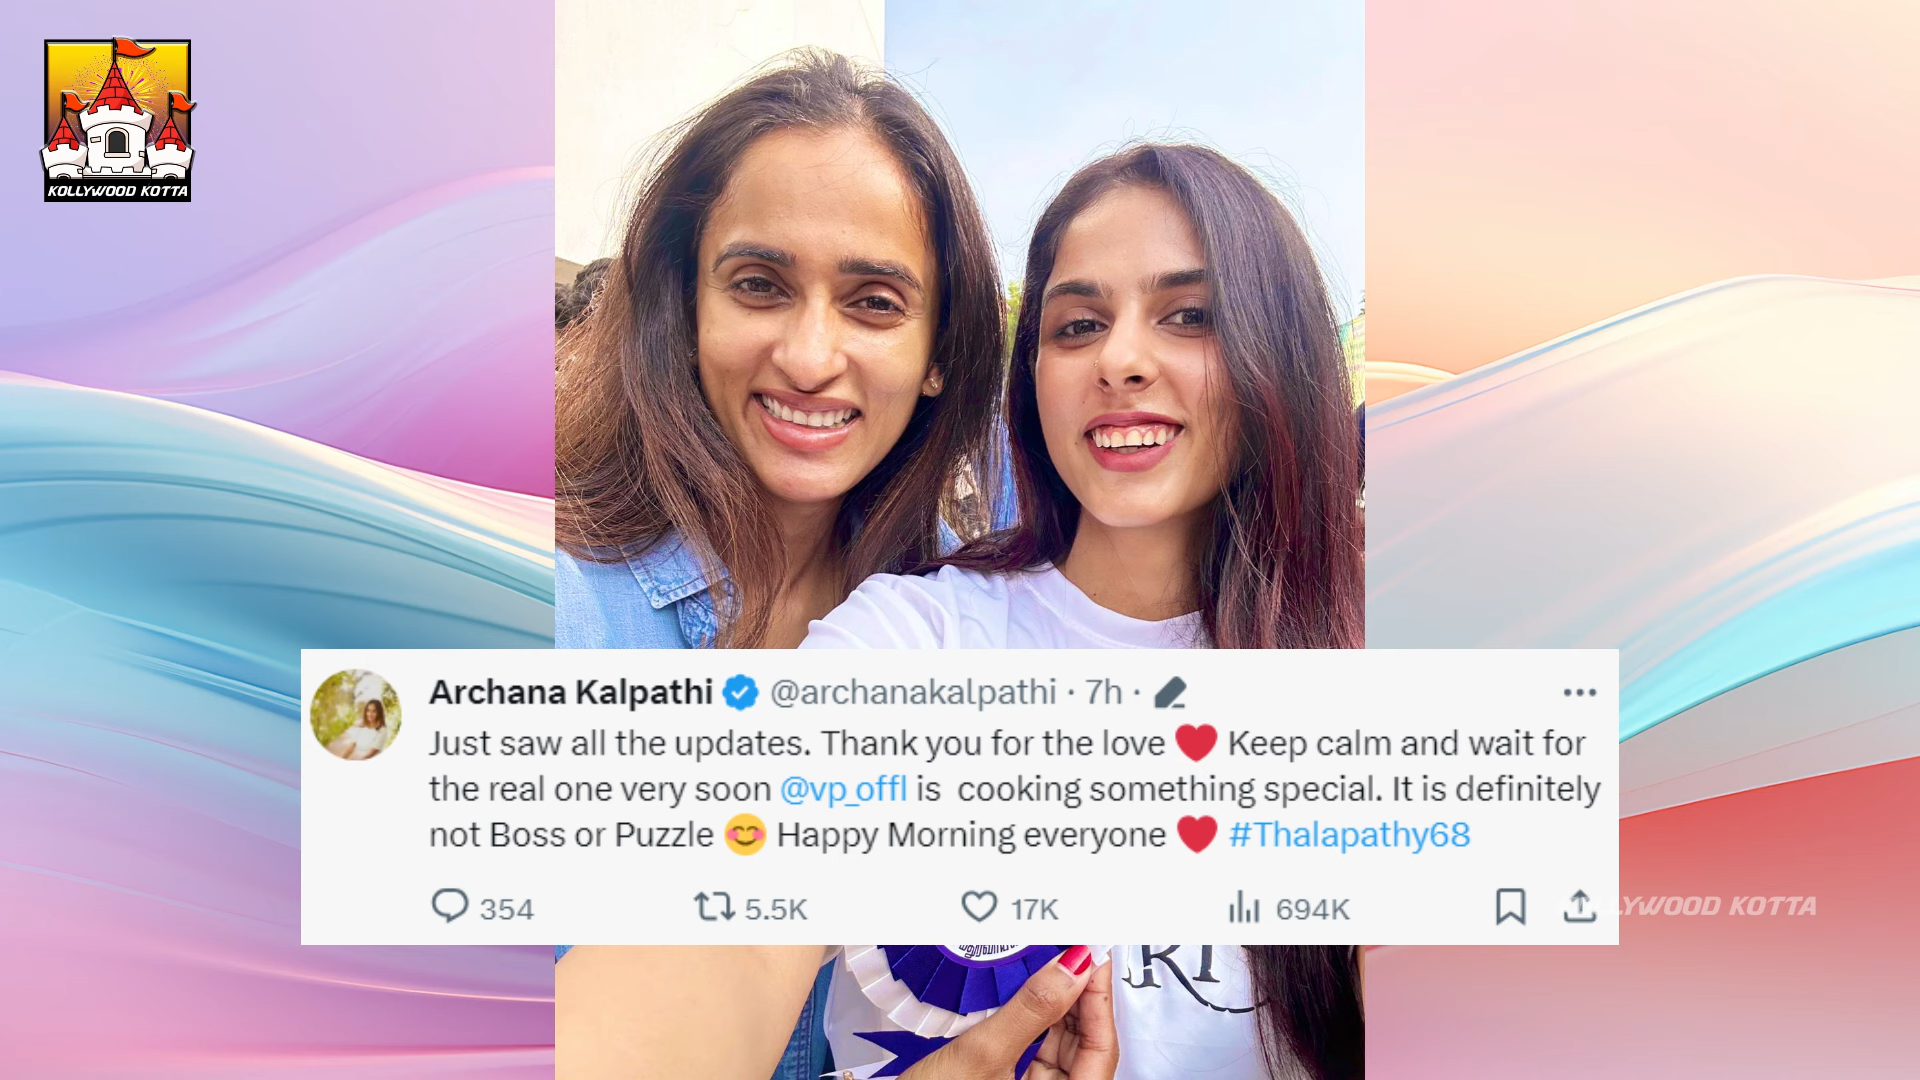 KOLLYWOOD KOTTA
Archana Kalpathi @archanakalpathi · 7h ·
Just saw all the updates. Thank you for the love ❤️ Keep calm and wait for
the real one very soon @vp_offl is cooking something special. It is definitely
not Boss or Puzzle 😊 Happy Morning everyone ❤️ #Thalapathy68
354 5.5K 17K 694K
KOTTA